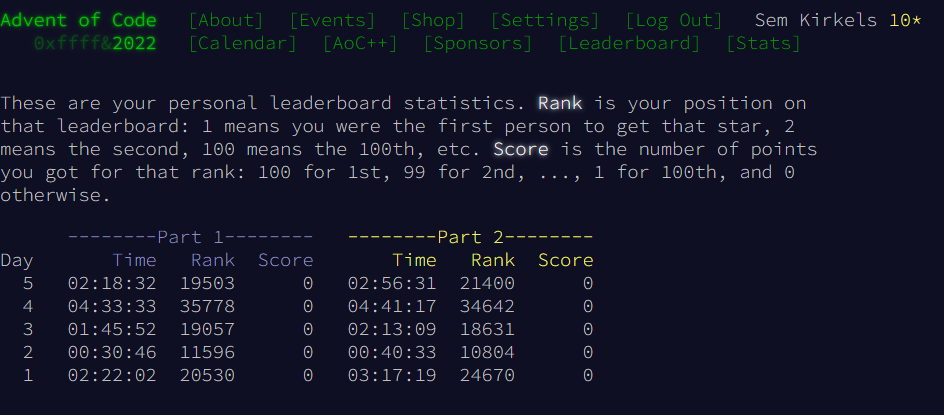 Advent of Code [About] [Events] [Shop] [Settings] [Log Out] Sem Kirkels 10*
0xffff&2022 [Calendar] [AoC++] [Sponsors] [Leaderboard] [Stats]
These are your personal leaderboard statistics. Rank is your position on
that leaderboard: 1 means you were the first person to get that star, 2
means the second, 100 means the 100th, etc. Score is the number of points
you got for that rank: 100 for 1st, 99 for 2nd, ..., 1 for 100th, and 0
otherwise.
--------Part 1-------- --------Part 2--------
Day Time Rank Score Time Rank Score
5 02:18:32 19503 0 02:56:31 21400 0
4 04:33:33 35778 0 04:41:17 34642 0
3 01:45:52 19057 0 02:13:09 18631 0
2 00:30:46 11596 0 00:40:33 10804 0
1 02:22:02 20530 0 03:17:19 24670 0